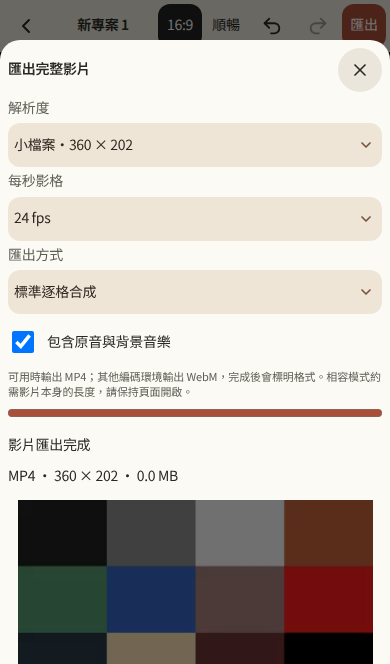 新專案 1
16:9
順暢
匯出
匯出完整影片
解析度
小檔案・360 × 202
每秒影格
24 fps
匯出方式
標準逐格合成
包含原音與背景音樂
可用時輸出 MP4；其他編碼環境輸出 WebM，完成後會標明格式。相容模式約
需影片本身的長度，請保持頁面開啟。
影片匯出完成
MP4 ・ 360 × 202 ・ 0.0 MB